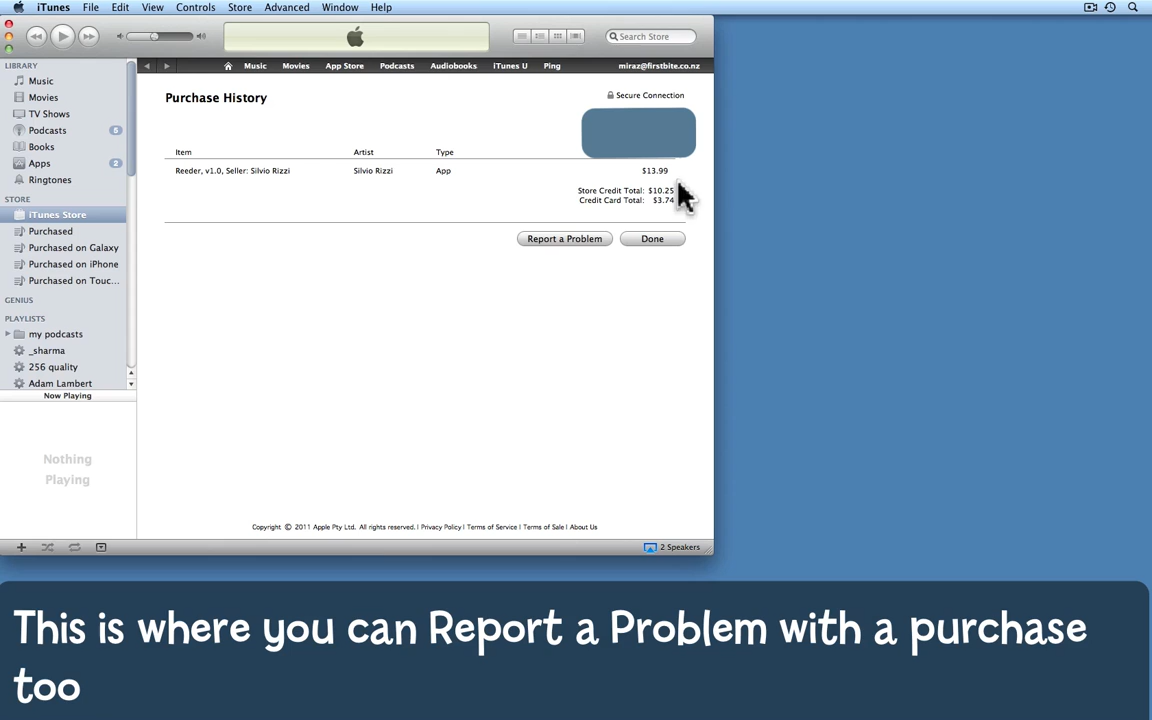 iTunes File Edit View Controls Store Advanced Window Help
Search Store
LIBRARY
Music
Movies
TV Shows
Podcasts 5
Books
Apps 2
Ringtones
STORE
iTunes Store
Purchased
Purchased on Galaxy
Purchased on iPhone
Purchased on Touc...
GENIUS
PLAYLISTS
my podcasts
_sharma
256 quality
Adam Lambert
Now Playing
Nothing
Playing
Music Movies App Store Podcasts Audiobooks iTunes U Ping miraz@firstbite.co.nz
Purchase History
Secure Connection
Item Artist Type
Reeder, v1.0, Seller: Silvio Rizzi Silvio Rizzi App $13.99
Store Credit Total: $10.25
Credit Card Total: $3.74
Report a Problem Done
Copyright © 2011 Apple Pty Ltd. All rights reserved. | Privacy Policy | Terms of Service | Terms of Sale | About Us
2 Speakers
This is where you can Report a Problem with a purchase
too